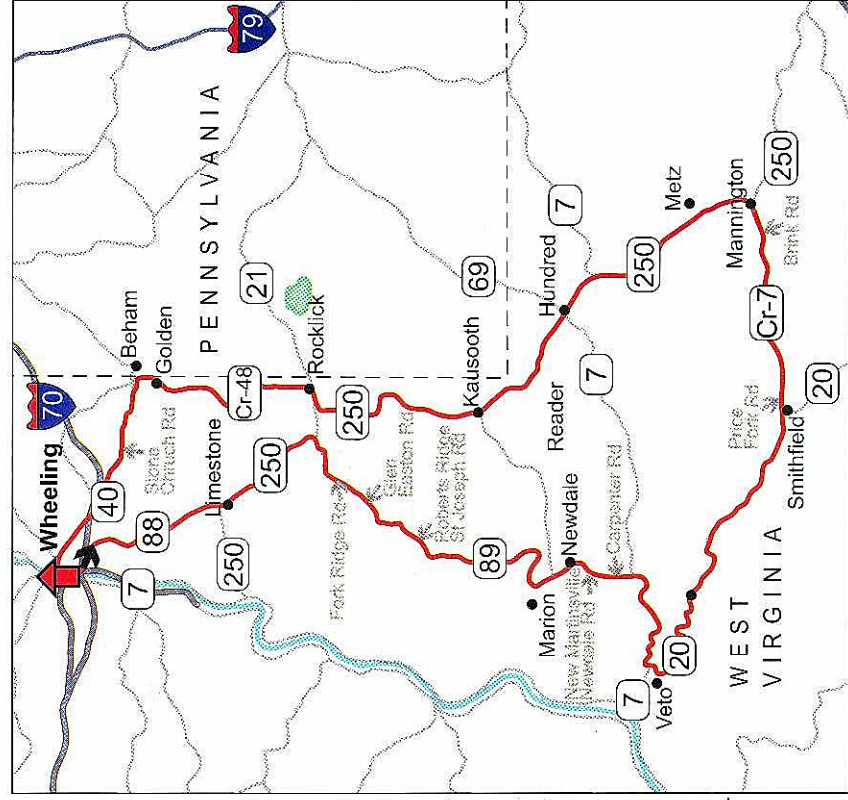 79
PENNSYLVANIA
70
Wheeling
40
88
7
Beham
Golden
Stone
Chruch Rd
Cr-48
21
Rocklick
Limestone
250
250
250
69
Kausooth
Hundred
7
250
Metz
Mannington
250
Brink Rd
Cr-7
7
Reader
Fork Ridge Rd
Glen
Easton Rd
Roberts Ridge
St Joseph Rd
89
Newdale
Marion
Carpenter Rd
New Martinsville
Newdale Rd
Price
Fork Rd
20
Smithfield
WEST
VIRGINIA
20
7
Veto